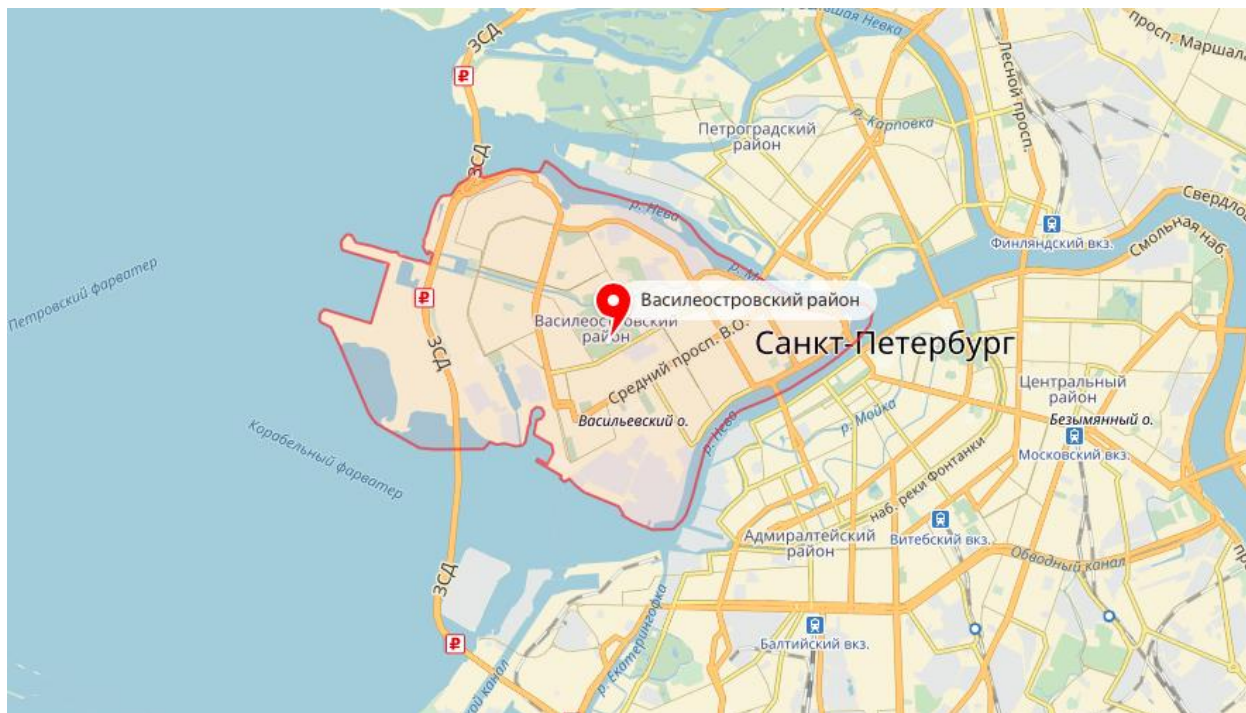 ЗСД
Большая Невка
просп. Маршала
Лесной просп.
₽
р. Карповка
Петроградский
район
ЗСД
Свердлов
р. Нева
Финляндский вкз.
Смольная наб.
Петровский фарватер
₽
Василеостровский район
Василеостровский
район
Санкт-Петербург
ЗСД
Средний просп. В.О.
Центральный
район
Васильевский о.
р. Нева
р. Мойка
Безымянный о.
Московский вкз.
Корабельный фарватер
наб. реки Фонтанки
Адмиралтейский
район
Витебский вкз.
Обводный канал
ЗСД
р. Екатерингофка
₽
Балтийский вкз.